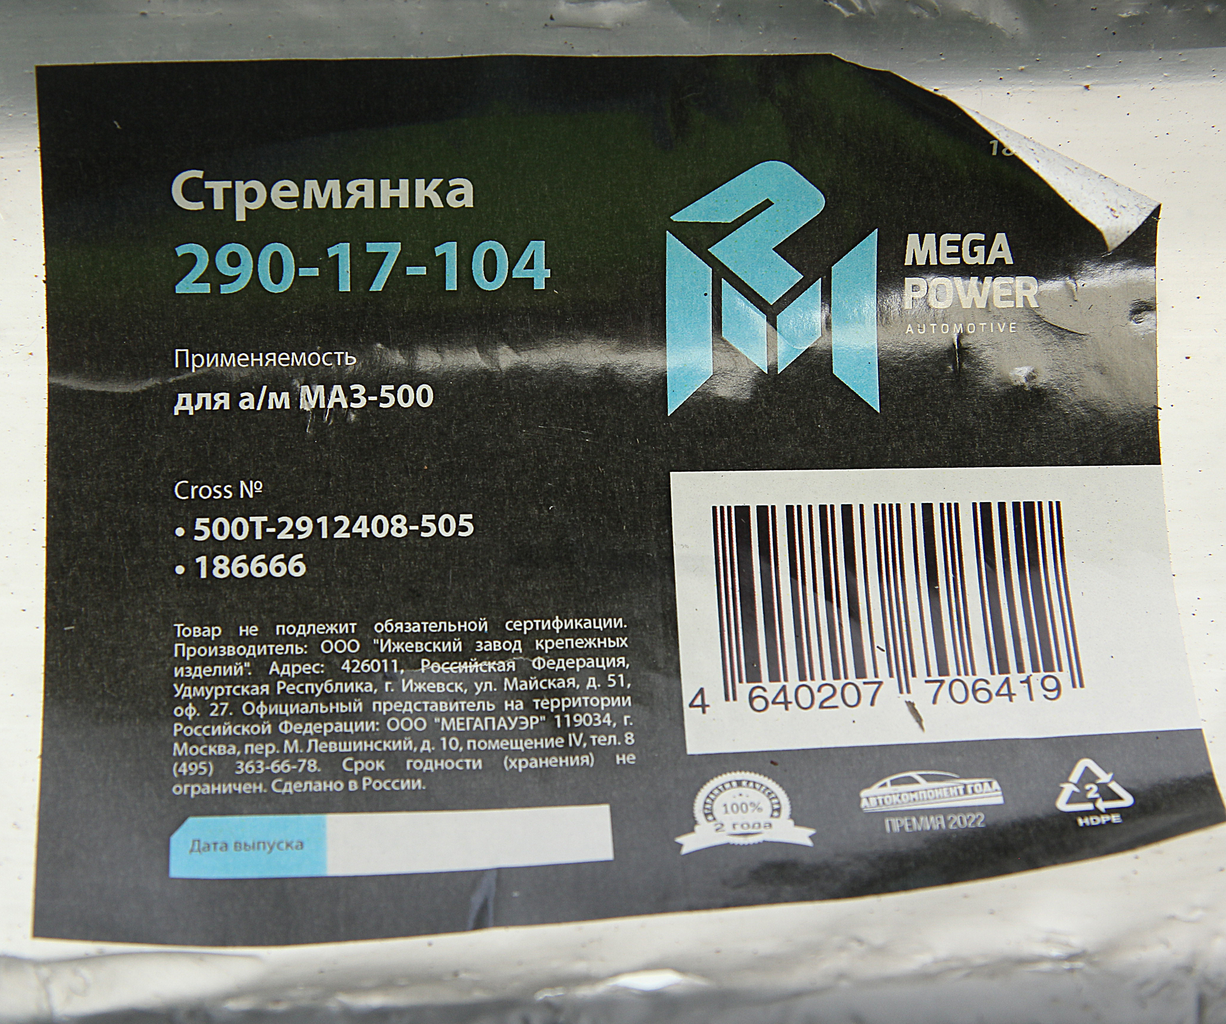 18
Стремянка
290-17-104
MEGA
POWER
AUTOMOTIVE
Применяемость
для а/м МАЗ-500
Cross №
• 500Т-2912408-505
• 186666
Товар не подлежит обязательной сертификации.
Производитель: ООО "Ижевский завод крепежных
изделий". Адрес: 426011, Российская Федерация,
Удмуртская Республика, г. Ижевск, ул. Майская, д. 51,
оф. 27. Официальный представитель на территории
Российской Федерации: ООО "МЕГАПАУЭР" 119034, г.
Москва, пер. М. Левшинский, д. 10, помещение IV, тел. 8
(495) 363-66-78. Срок годности (хранения) не
ограничен. Сделано в России.
Дата выпуска
4 640207 706419
ГАРАНТИЯ КАЧЕСТВА
100%
2 года
АВТОКОМПОНЕНТ ГОДА
ПРЕМИЯ 2022
2
HDPE